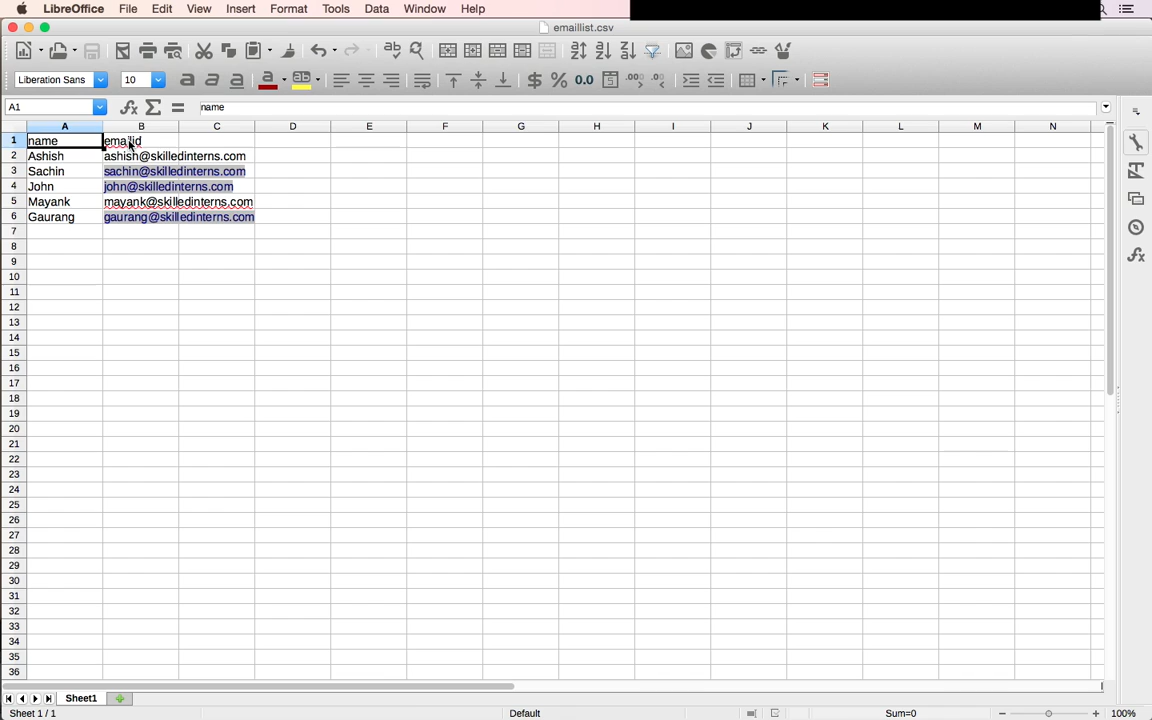 LibreOffice File Edit View Insert Format Tools Data Window Help
emaillist.csv
Liberation Sans 10 0.0
A1 name
A B C D E F G H I J K L M N
1 name
2 Ashish ashish@skilledinterns.com
3 Sachin sachin@skilledinterns.com
4 John john@skilledinterns.com
5 Mayank mayank@skilledinterns.com
6 Gaurang gaurang@skilledinterns.com
7
8
9
10
11
12
13
14
15
16
17
18
19
20
21
22
23
24
25
26
27
28
29
30
31
32
33
34
35
36
Sheet1
Sheet 1 / 1 Default Sum=0 100%